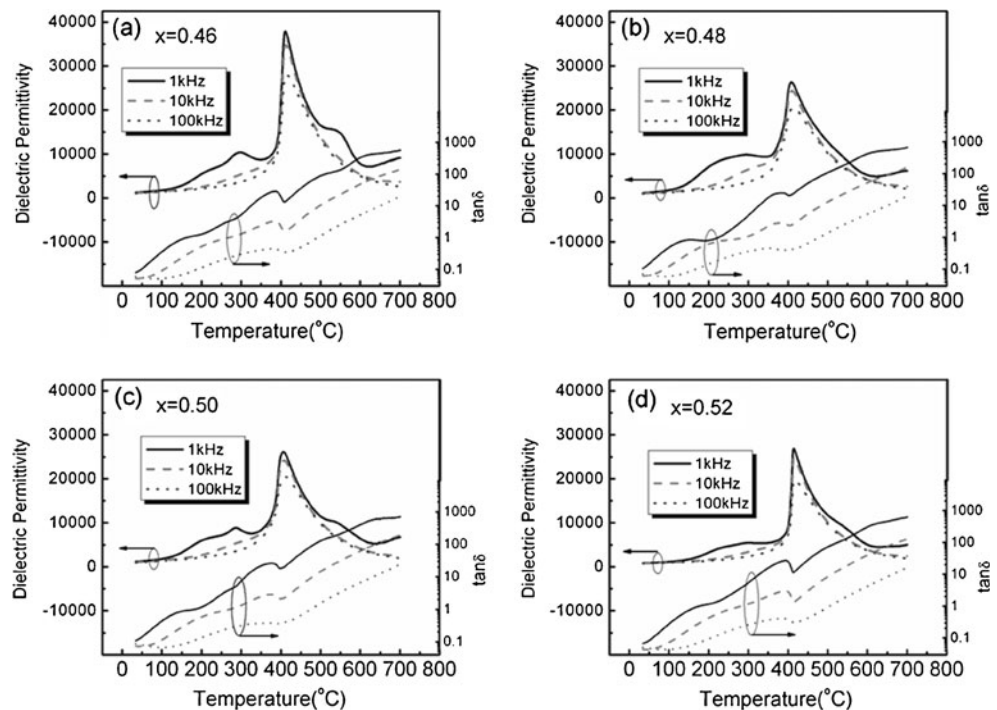 (a) x=0.46
Dielectric Permittivity
40000
30000
20000
10000
0
-10000
1kHz
10kHz
100kHz
1000
100
10
1
0.1
tanδ
0 100 200 300 400 500 600 700 800
Temperature(°C)
(b) x=0.48
Dielectric Permittivity
40000
30000
20000
10000
0
-10000
1kHz
10kHz
100kHz
1000
100
10
1
0.1
tanδ
0 100 200 300 400 500 600 700 800
Temperature(°C)
(c) x=0.50
Dielectric Permittivity
40000
30000
20000
10000
0
-10000
1kHz
10kHz
100kHz
1000
100
10
1
0.1
tanδ
0 100 200 300 400 500 600 700 800
Temperature(°C)
(d) x=0.52
Dielectric Permittivity
40000
30000
20000
10000
0
-10000
1kHz
10kHz
100kHz
1000
100
10
1
0.1
tanδ
0 100 200 300 400 500 600 700 800
Temperature(°C)